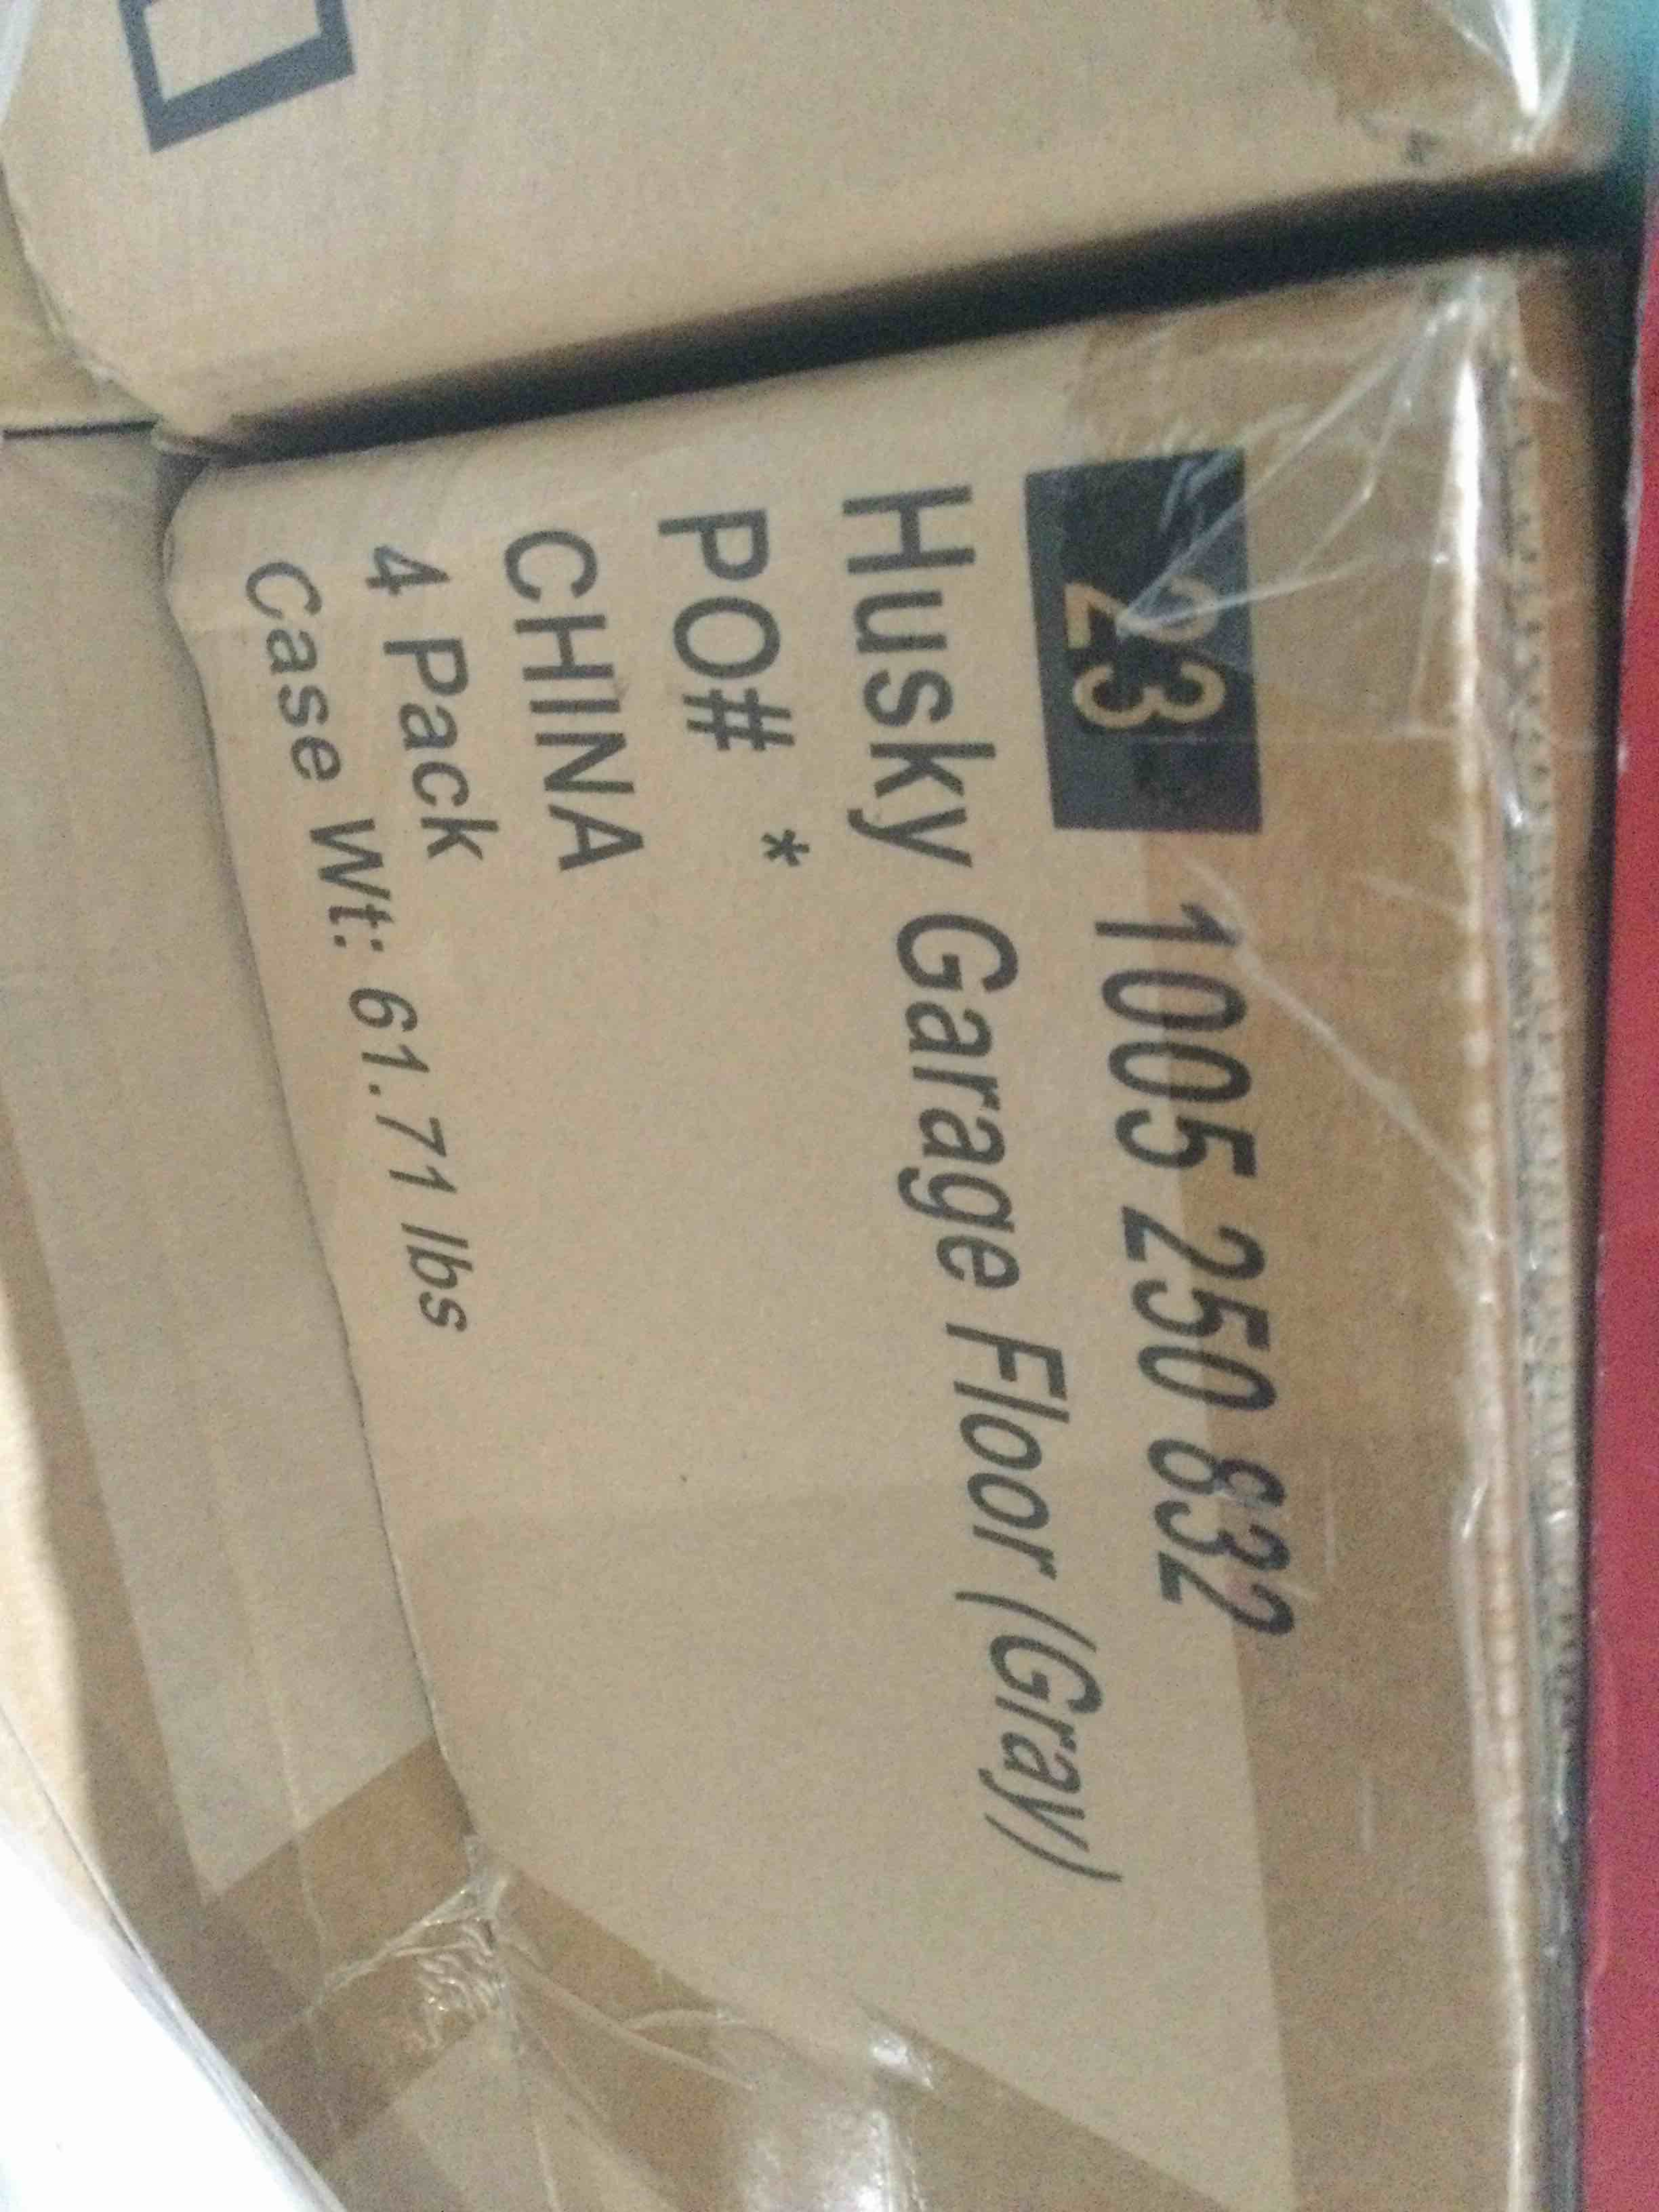 23 1005 250 832
Husky Garage Floor (Gray)
PO# *
CHINA
4 Pack
Case Wt: 61.71 lbs